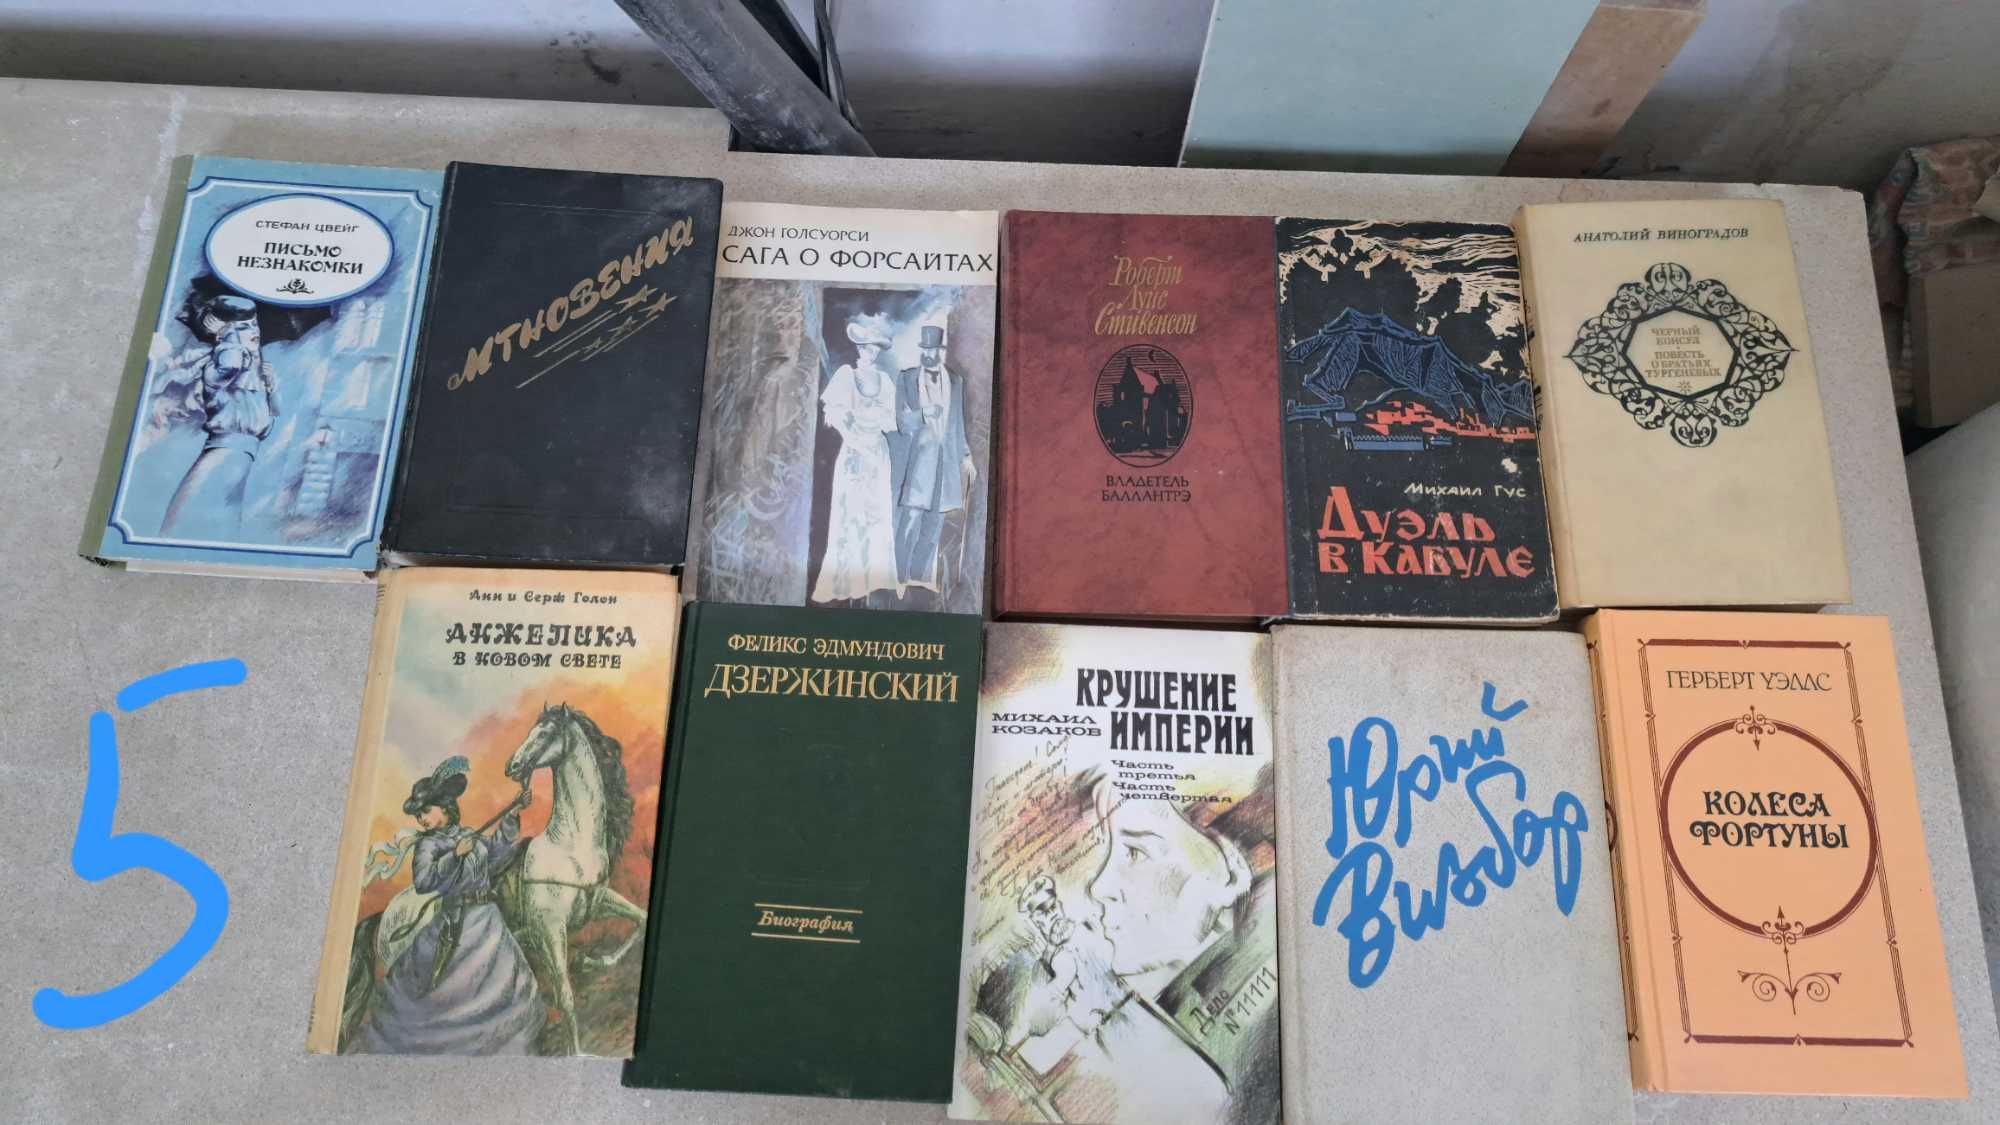 СТЕФАН ЦВЕЙГ
ПИСЬМО
НЕЗНАКОМКИ
МГНОВЕНИЯ
ДЖОН ГОЛСУОРСИ
САГА О ФОРСАЙТАХ
Роберт
Луис
Стивенсон
ВЛАДЕТЕЛЬ
БАЛЛАНТРЭ
МИХАИЛ ГУС
ДУЭЛЬ
В КАБУЛЕ
АНАТОЛИЙ ВИНОГРАДОВ
ЧЕРНЫЙ
КОНСУЛ
ПОВЕСТЬ
О БРАТЬЯХ
ТУРГЕНЕВЫХ
5
Анн и Серж Голон
АНЖЕЛИКА
В НОВОМ СВЕТЕ
ФЕЛИКС ЭДМУНДОВИЧ
ДЗЕРЖИНСКИЙ
Биография
КРУШЕНИЕ
ИМПЕРИИ
МИХАИЛ
КОЗАКОВ
Часть
третья
Часть
четвертая
Дело
№11111
Юрий
Визбор
ГЕРБЕРТ УЭЛЛС
КОЛЕСА
ФОРТУНЫ